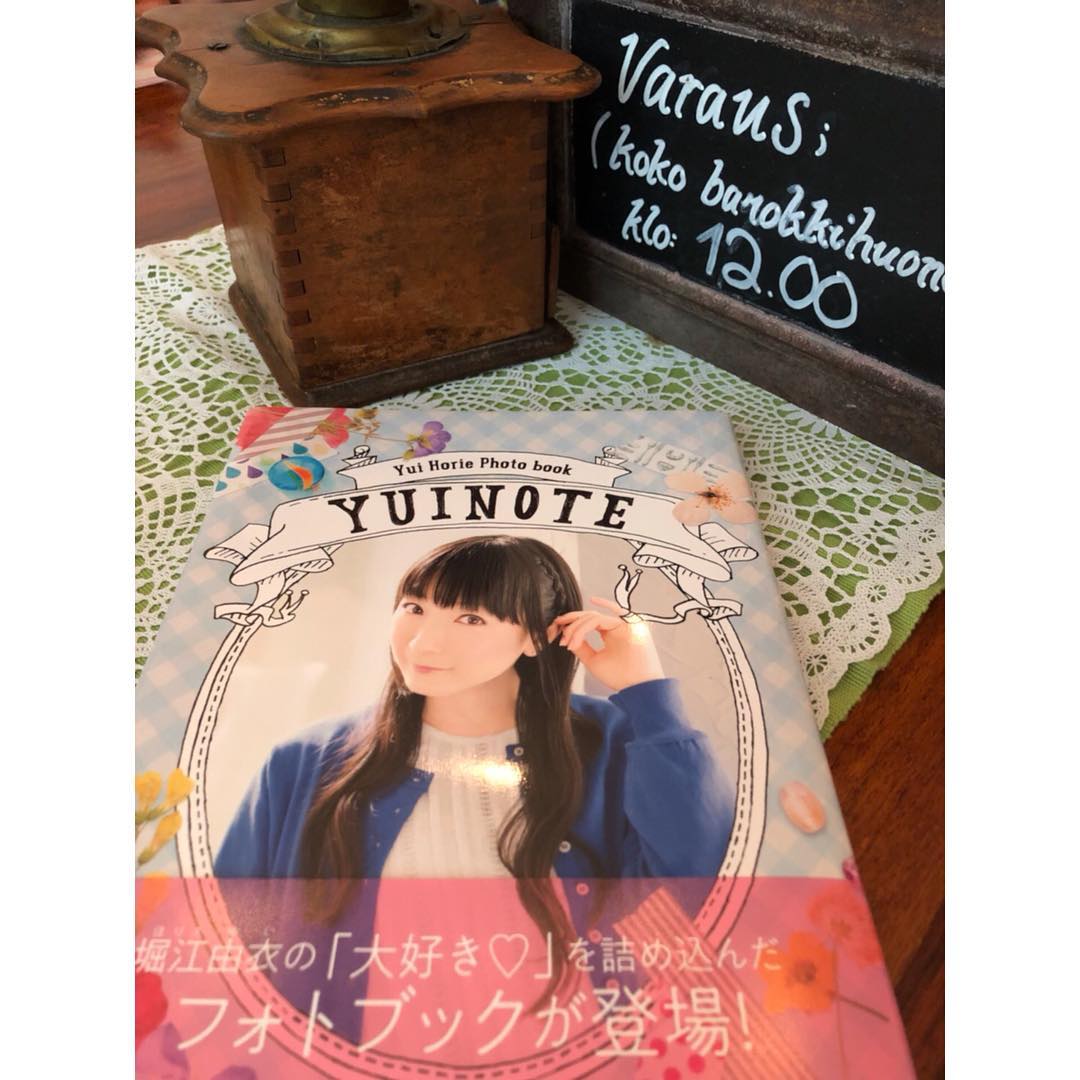 Varaus;
(koko barokkihuone
klo: 12.00
Yui Horie Photo book
YUINOTE
堀江由衣の「大好き♡」を詰め込んだ
フォトブックが登場!